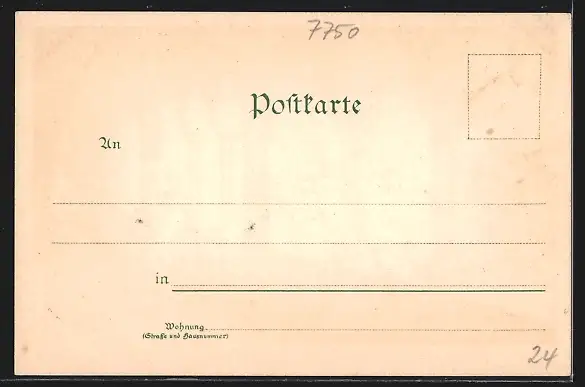 7750
Poſtkarte
An
in
Wohnung
(Straße und Hausnummer)
24